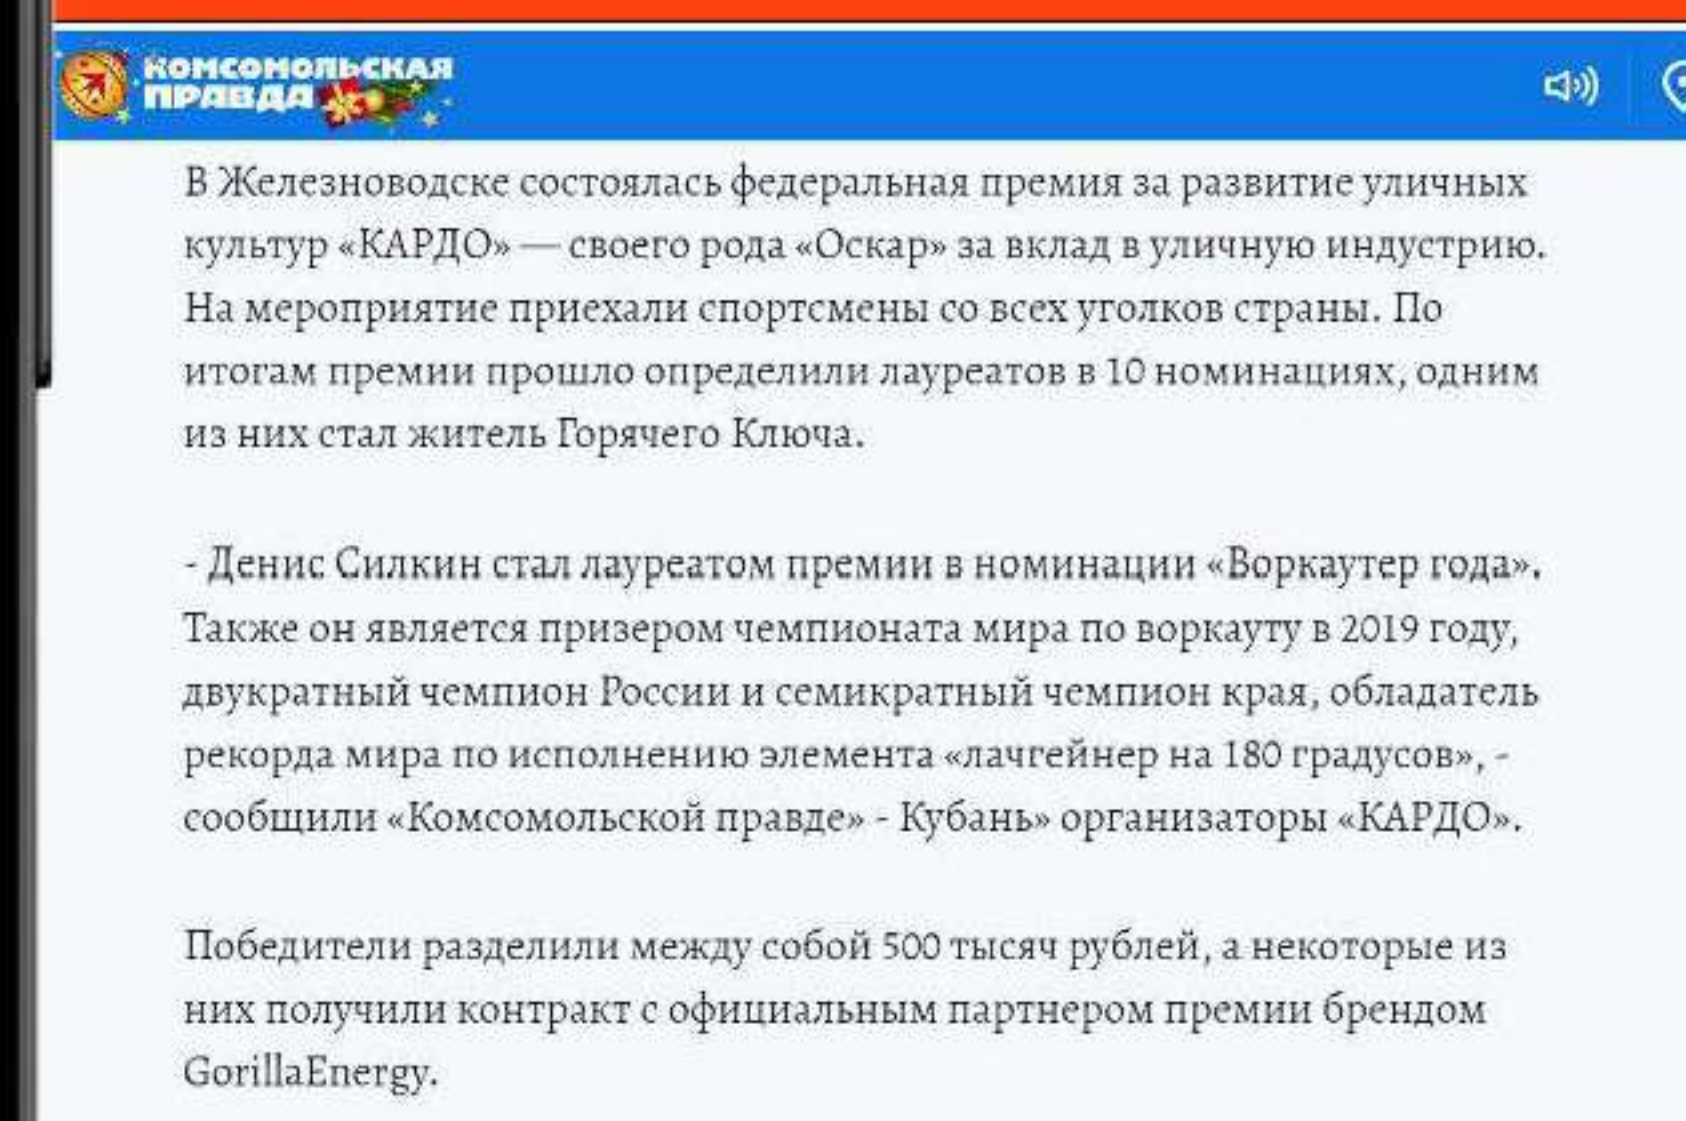 КОМСОМОЛЬСКАЯ
ПРАВДА
В Железноводске состоялась федеральная премия за развитие уличных
культур «КАРДО» — своего рода «Оскар» за вклад в уличную индустрию.
На мероприятие приехали спортсмены со всех уголков страны. По
итогам премии прошло определили лауреатов в 10 номинациях, одним
из них стал житель Горячего Ключа.
- Денис Силкин стал лауреатом премии в номинации «Воркаутер года».
Также он является призером чемпионата мира по воркауту в 2019 году,
двукратный чемпион России и семикратный чемпион края, обладатель
рекорда мира по исполнению элемента «лачгейнер на 180 градусов», -
сообщили «Комсомольской правде» - Кубань» организаторы «КАРДО».
Победители разделили между собой 500 тысяч рублей, а некоторые из
них получили контракт с официальным партнером премии брендом
GorillaEnergy.